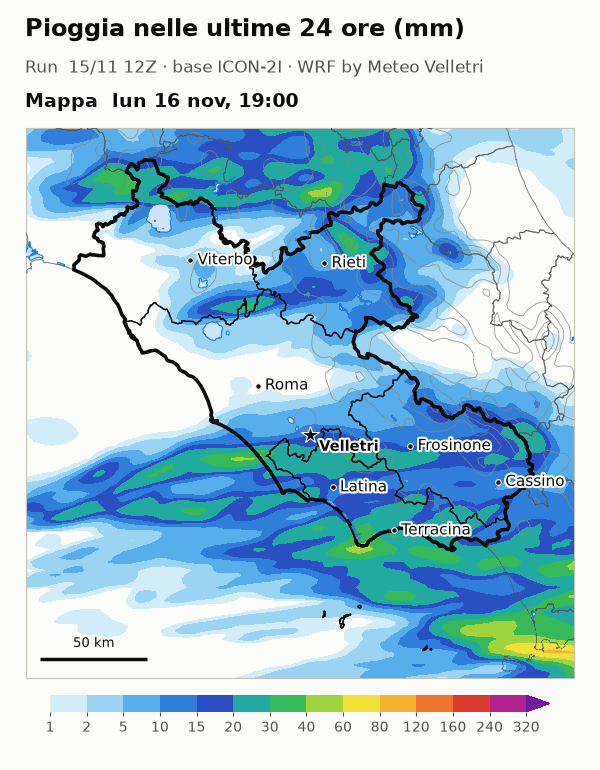 Pioggia nelle ultime 24 ore (mm)
Run  15/11 12Z · base ICON-2I · WRF by Meteo Velletri
Mappa  lun 16 nov, 19:00
Viterbo
Rieti
Roma
Velletri
Frosinone
Cassino
Latina
Terracina
50 km
1 2 5 10 15 20 30 40 60 80 120 160 240 320